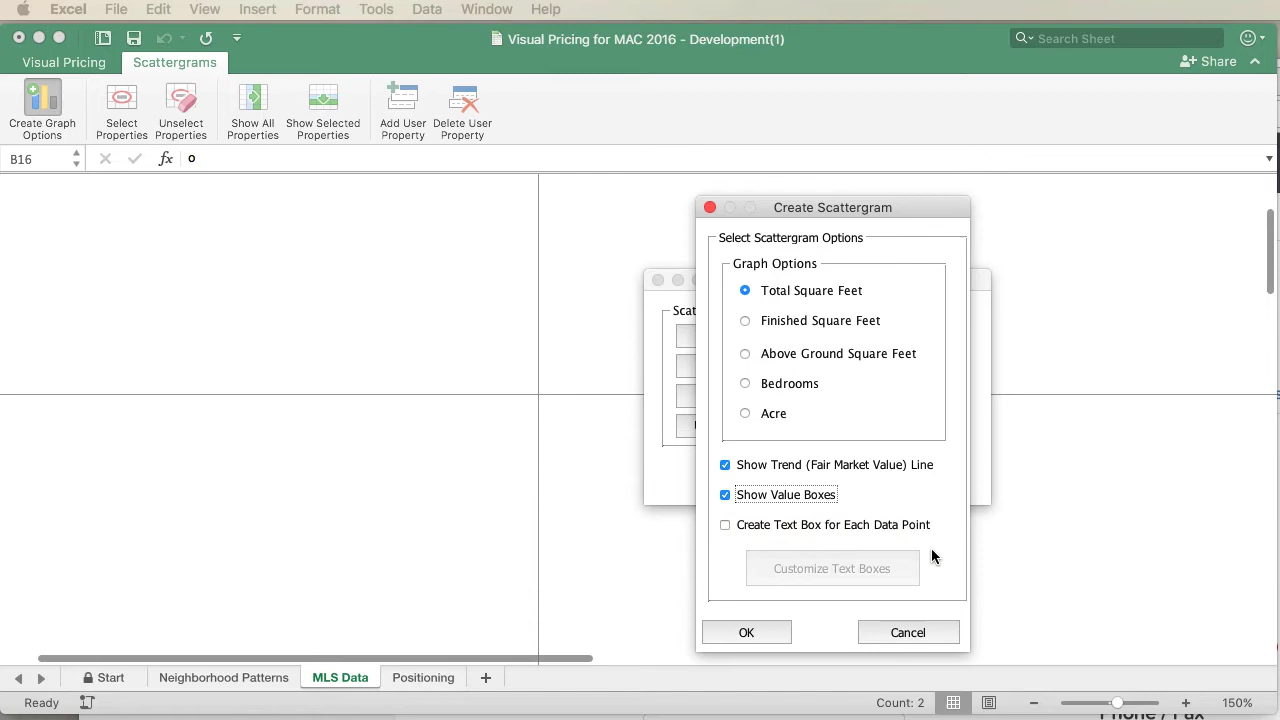 Excel File Edit View Insert Format Tools Data Window Help
Visual Pricing for MAC 2016 - Development(1)
Search Sheet
Visual Pricing Scattergrams
Share
Create Graph Options
Select Properties
Unselect Properties
Show All Properties
Show Selected Properties
Add User Property
Delete User Property
B16 fx o
Create Scattergram
Select Scattergram Options
Graph Options
Total Square Feet
Scat
Finished Square Feet
Above Ground Square Feet
Bedrooms
Acre
Show Trend (Fair Market Value) Line
Show Value Boxes
Create Text Box for Each Data Point
Customize Text Boxes
OK Cancel
Start Neighborhood Patterns MLS Data Positioning +
Ready Count: 2 150%
Phone / Fax